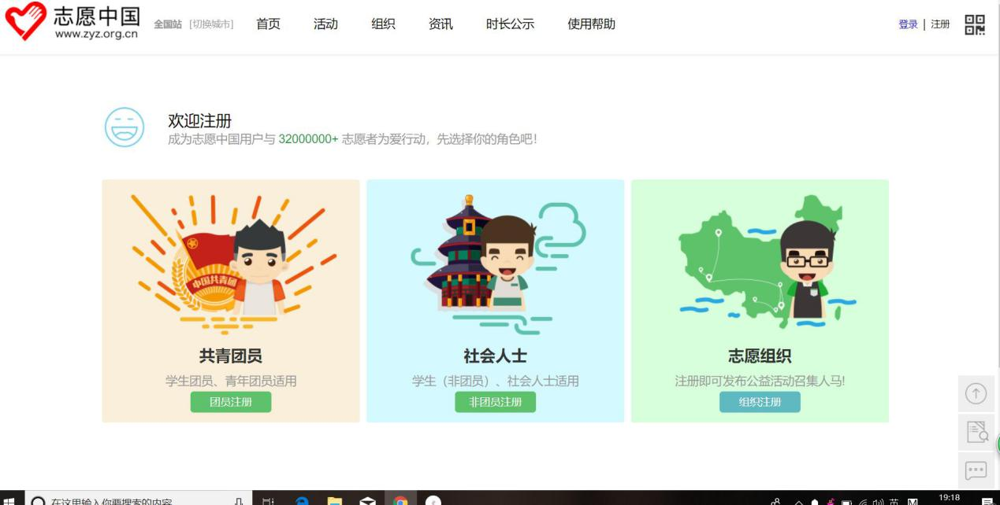 志愿中国
www.zyz.org.cn
全国站 [切换城市] 首页 活动 组织 资讯 时长公示 使用帮助 登录 | 注册
欢迎注册
成为志愿中国用户与 32000000+ 志愿者为爱行动，先选择你的角色吧！
中国共青团
共青团员
学生团员、青年团员适用
团员注册
社会人士
学生（非团员）、社会人士适用
非团员注册
志愿组织
注册即可发布公益活动召集人马!
组织注册
在这里输入你要搜索的内容
英
19:18